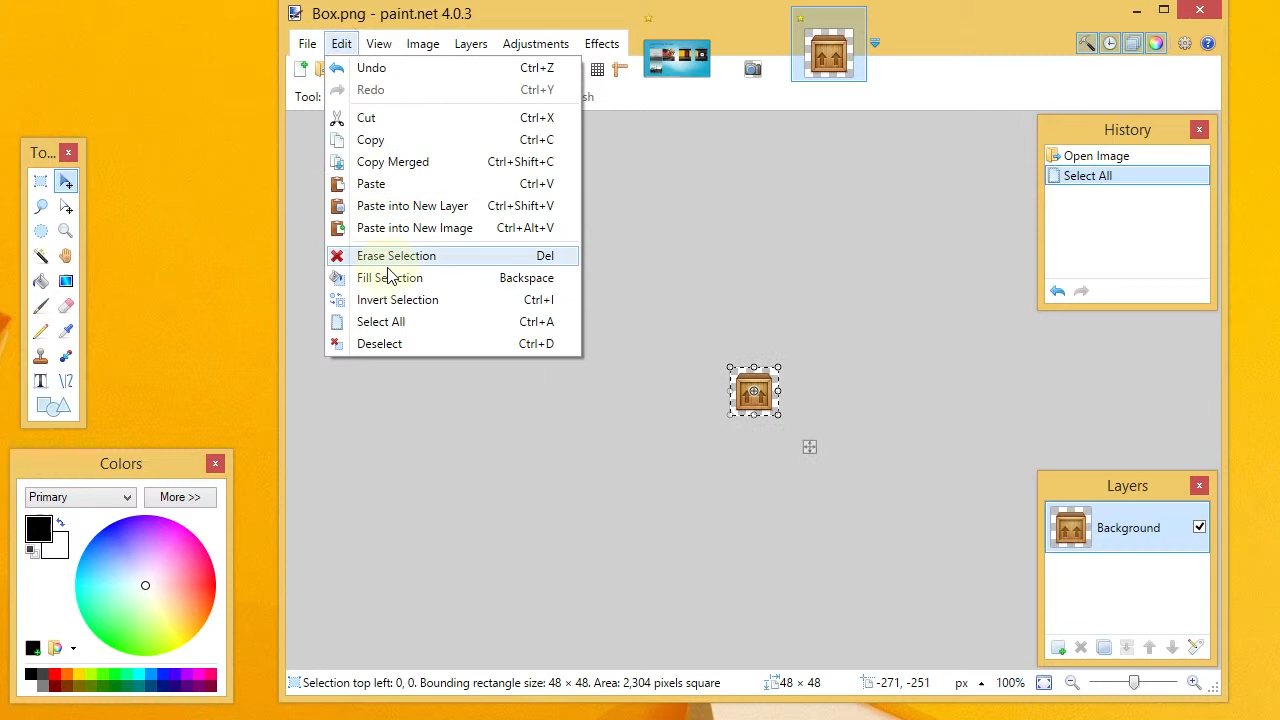 Box.png - paint.net 4.0.3
File Edit View Image Layers Adjustments Effects
Tool:
Undo Ctrl+Z
Redo Ctrl+Y
Cut Ctrl+X
Copy Ctrl+C
Copy Merged Ctrl+Shift+C
Paste Ctrl+V
Paste into New Layer Ctrl+Shift+V
Paste into New Image Ctrl+Alt+V
Erase Selection Del
Fill Selection Backspace
Invert Selection Ctrl+I
Select All Ctrl+A
Deselect Ctrl+D
To...
History
Open Image
Select All
Colors
Primary More >>
Layers
Background
Selection top left: 0, 0. Bounding rectangle size: 48 × 48. Area: 2,304 pixels square
48 × 48
-271, -251
px
100%